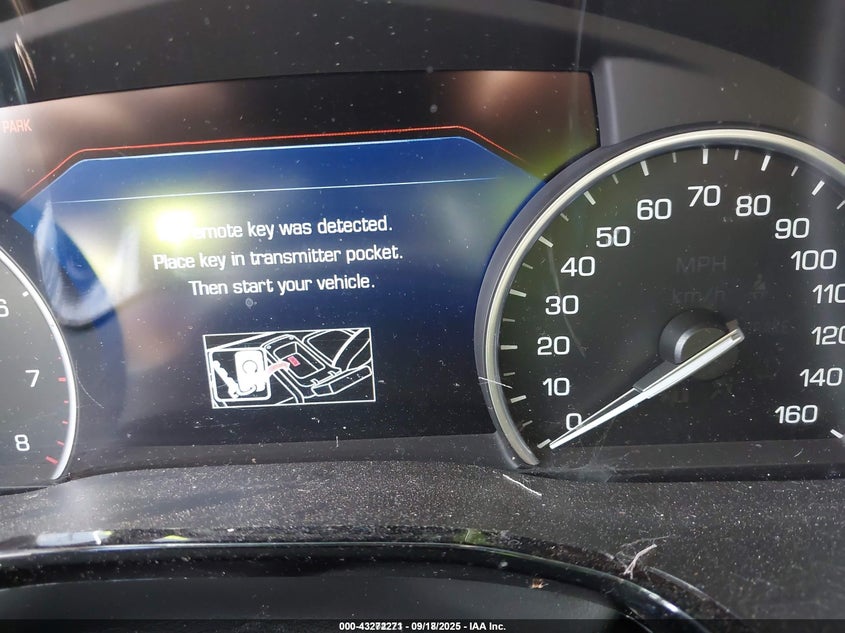 PARK
remote key was detected.
Place key in transmitter pocket.
Then start your vehicle.
6
7
8
0
10
20
30
40
50
60
70
80
90
100
110
120
140
160
MPH
km/h
09/18/2025 - IAA Inc.